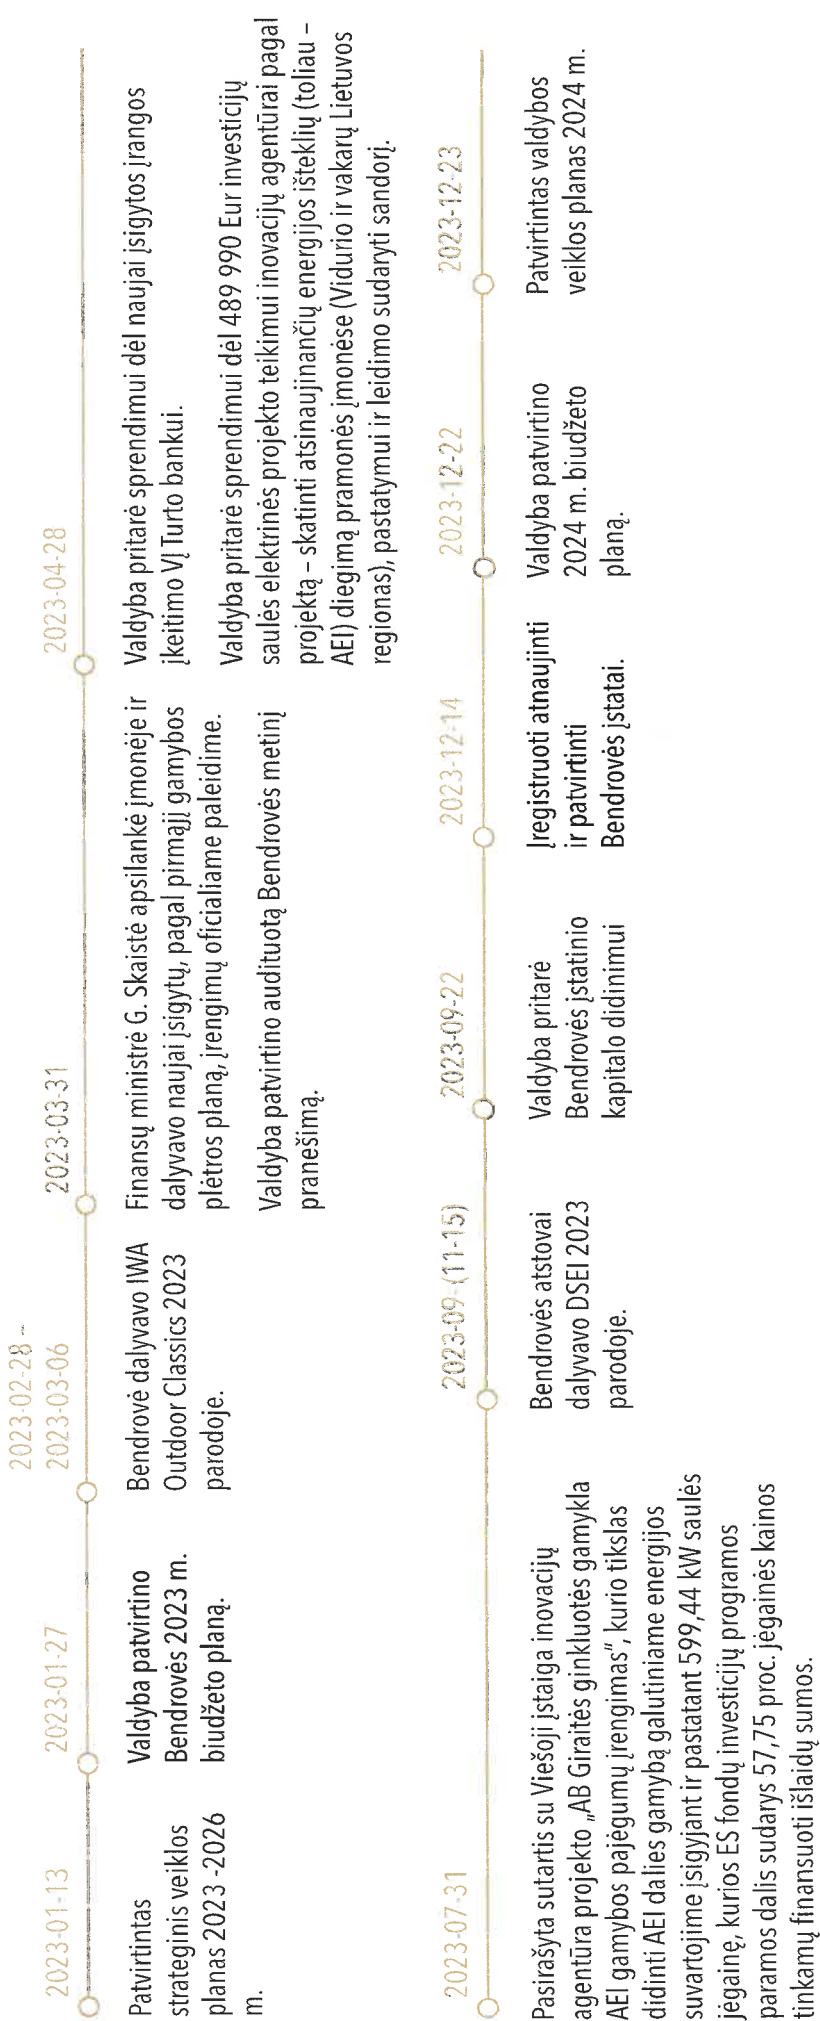 2023-01-13
Patvirtintas
strateginis veiklos
planas 2023 -2026
m.
2023-01-27
Valdyba patvirtino
Bendrovės 2023 m.
biudžeto planą.
2023-02-28 –
2023-03-06
Bendrovė dalyvavo IWA
Outdoor Classics 2023
parodoje.
2023-03-31
Finansų ministrė G. Skaistė apsilankė įmonėje ir
dalyvavo naujai įsigytų, pagal pirmąjį gamybos
plėtros planą, įrengimų oficialiame paleidime.
Valdyba patvirtino audituotą Bendrovės metinį
pranešimą.
2023-04-28
Valdyba pritarė sprendimui dėl naujai įsigytos įrangos
įkeitimo VĮ Turto bankui.
Valdyba pritarė sprendimui dėl 489 990 Eur investicijų
saulės elektrinės projekto teikimui inovacijų agentūrai pagal
projektą – skatinti atsinaujinančių energijos išteklių (toliau –
AEI) diegimą pramonės įmonėse (Vidurio ir vakarų Lietuvos
regionas), pastatymui ir leidimo sudaryti sandorį.
2023-07-31
Pasirašyta sutartis su Viešoji įstaiga inovacijų
agentūra projekto „AB Giraitės ginkluotės gamykla
AEI gamybos pajėgumų įrengimas“, kurio tikslas
didinti AEI dalies gamybą galutiniame energijos
suvartojime įsigyjant ir pastatant 599,44 kW saulės
jėgainę, kurios ES fondų investicijų programos
paramos dalis sudarys 57,75 proc. jėgainės kainos
tinkamų finansuoti išlaidų sumos.
2023-09-(11-15)
Bendrovės atstovai
dalyvavo DSEI 2023
parodoje.
2023-09-22
Valdyba pritarė
Bendrovės įstatinio
kapitalo didinimui
2023-12-14
Įregistruoti atnaujinti
ir patvirtinti
Bendrovės įstatai.
2023-12-22
Valdyba patvirtino
2024 m. biudžeto
planą.
2023-12-23
Patvirtintas valdybos
veiklos planas 2024 m.